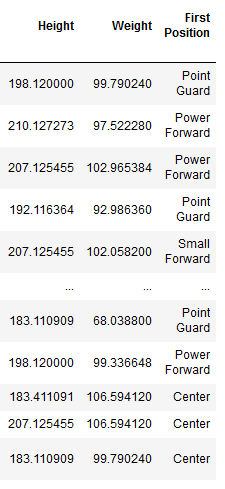 Height Weight First Position
198.120000 99.790240 Point Guard
210.127273 97.522280 Power Forward
207.125455 102.965384 Power Forward
192.116364 92.986360 Point Guard
207.125455 102.058200 Small Forward
... ... ...
183.110909 68.038800 Point Guard
198.120000 99.336648 Power Forward
183.411091 106.594120 Center
207.125455 106.594120 Center
183.110909 99.790240 Center